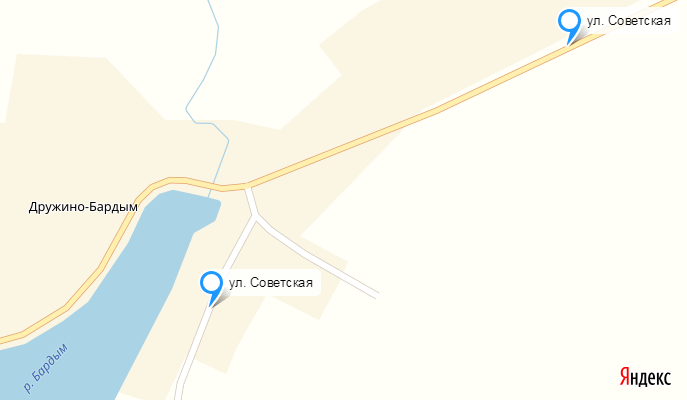 ул. Советская
Дружино-Бардым
ул. Советская
р. Бардым
Яндекс